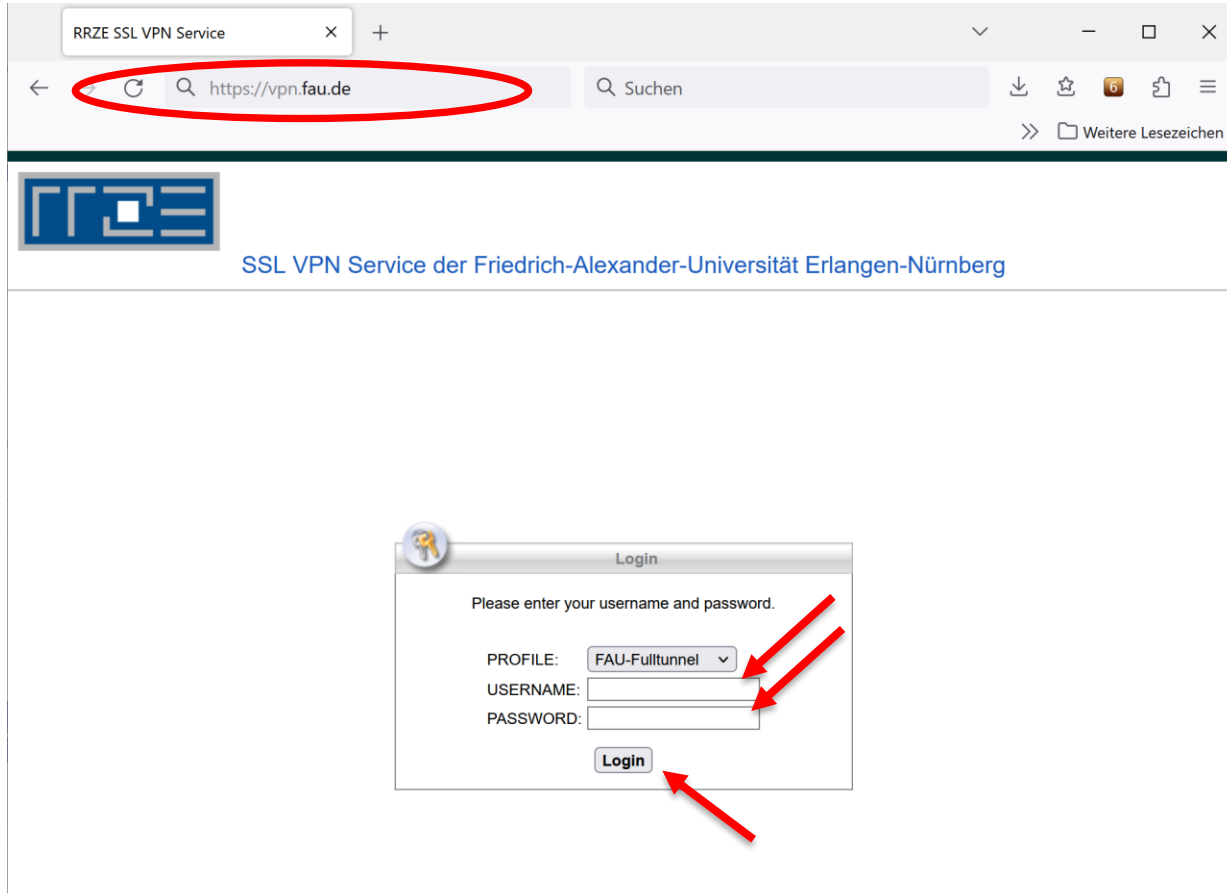 RRZE SSL VPN Service
https://vpn.fau.de
Suchen
6
Weitere Lesezeichen
rrze
SSL VPN Service der Friedrich-Alexander-Universität Erlangen-Nürnberg
Login
Please enter your username and password.
PROFILE: FAU-Fulltunnel
USERNAME:
PASSWORD:
Login